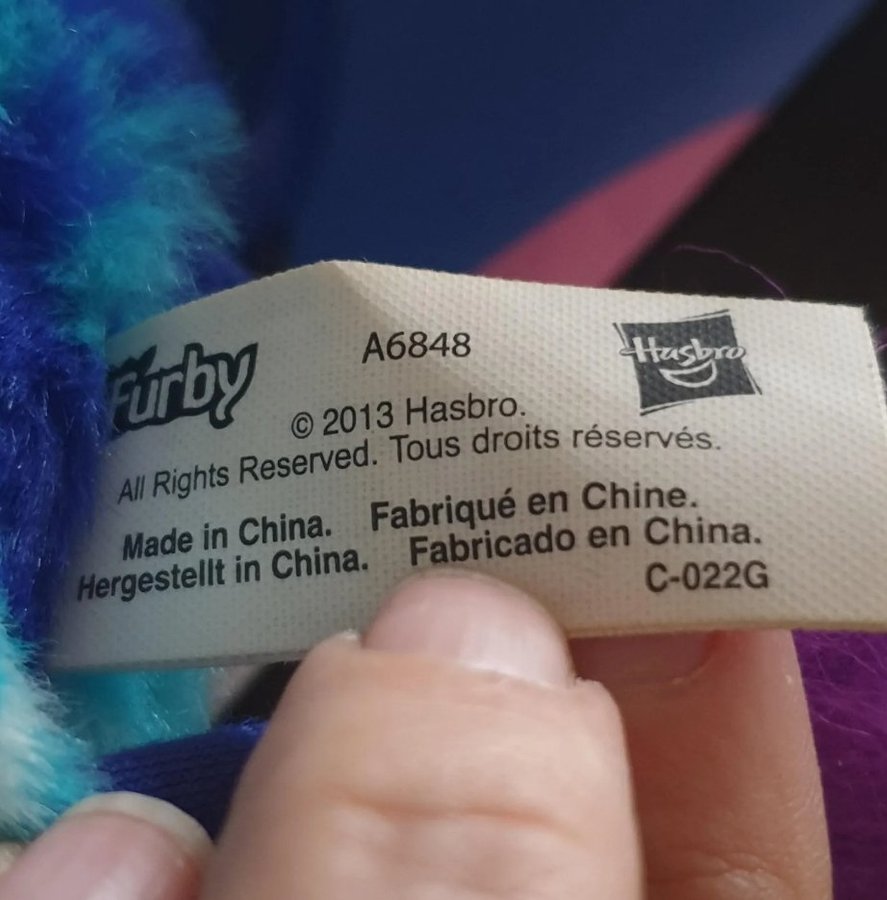 Furby
A6848
Hasbro
© 2013 Hasbro.
All Rights Reserved. Tous droits réservés.
Made in China. Fabriqué en Chine.
Hergestellt in China. Fabricado en China.
C-022G